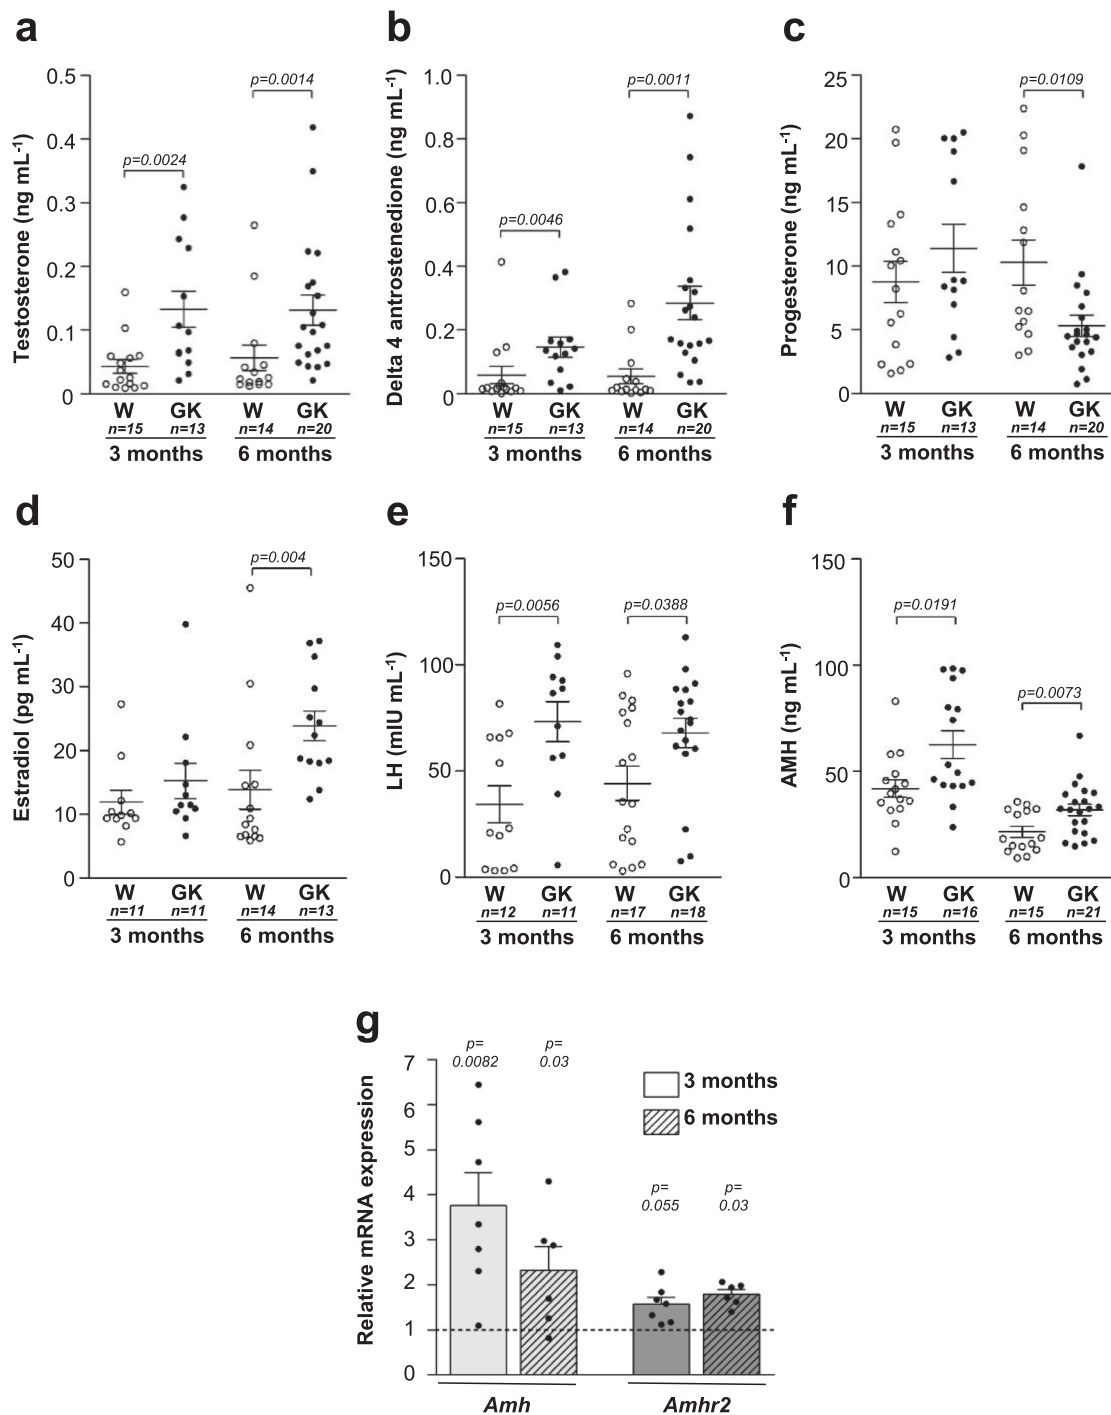 a
Testosterone (ng mL-1)
0.5
0.4
0.3
0.2
0.1
0
p=0.0024
p=0.0014
W GK W GK
n=15 n=13 n=14 n=20
3 months 6 months
b
Delta 4 antrostenedione (ng mL-1)
1.0
0.8
0.6
0.4
0.2
0
p=0.0046
p=0.0011
W GK W GK
n=15 n=13 n=14 n=20
3 months 6 months
c
Progesterone (ng mL-1)
25
20
15
10
5
0
p=0.0109
W GK W GK
n=15 n=13 n=14 n=20
3 months 6 months
d
Estradiol (pg mL-1)
50
40
30
20
10
0
p=0.004
W GK W GK
n=11 n=11 n=14 n=13
3 months 6 months
e
LH (mIU mL-1)
150
100
50
0
p=0.0056
p=0.0388
W GK W GK
n=12 n=11 n=17 n=18
3 months 6 months
f
AMH (ng mL-1)
150
100
50
0
p=0.0191
p=0.0073
W GK W GK
n=15 n=16 n=15 n=21
3 months 6 months
g
Relative mRNA expression
7
6
5
4
3
2
1
0
p=
0.0082
p=
0.03
p=
0.055
p=
0.03
3 months
6 months
Amh Amhr2